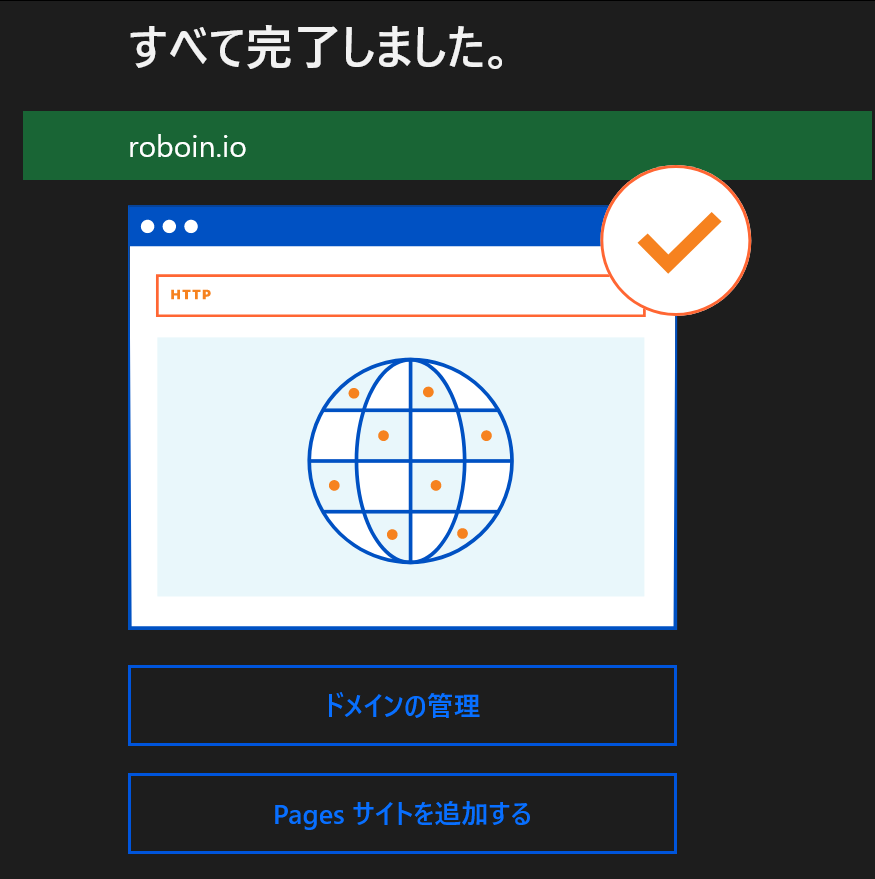 すべて完了しました。
roboin.io
HTTP
ドメインの管理
Pages サイトを追加する